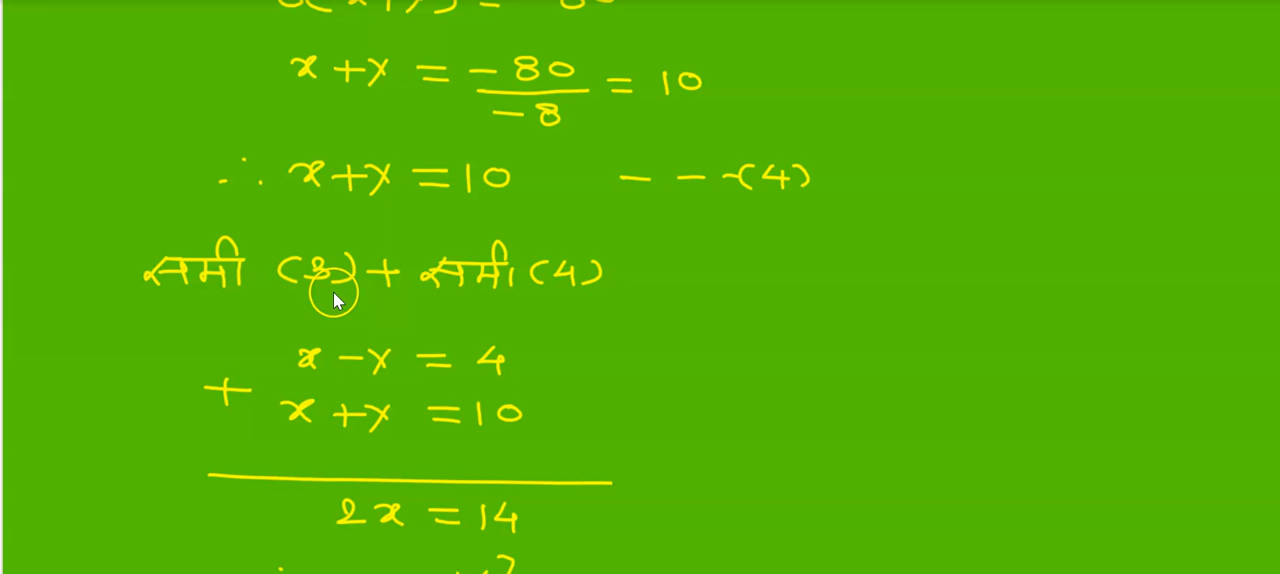 x + y = -80 / -8 = 10
∴ x + y = 10 - - - (4)
समी (3) + समी (4)
x - y = 4
+
x + y = 10
2x = 14